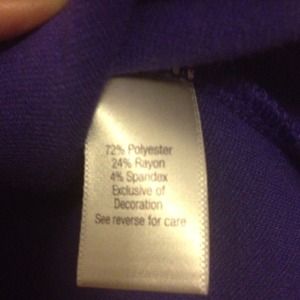 72% Polyester
24% Rayon
4% Spandex
Exclusive of
Decoration
See reverse for care